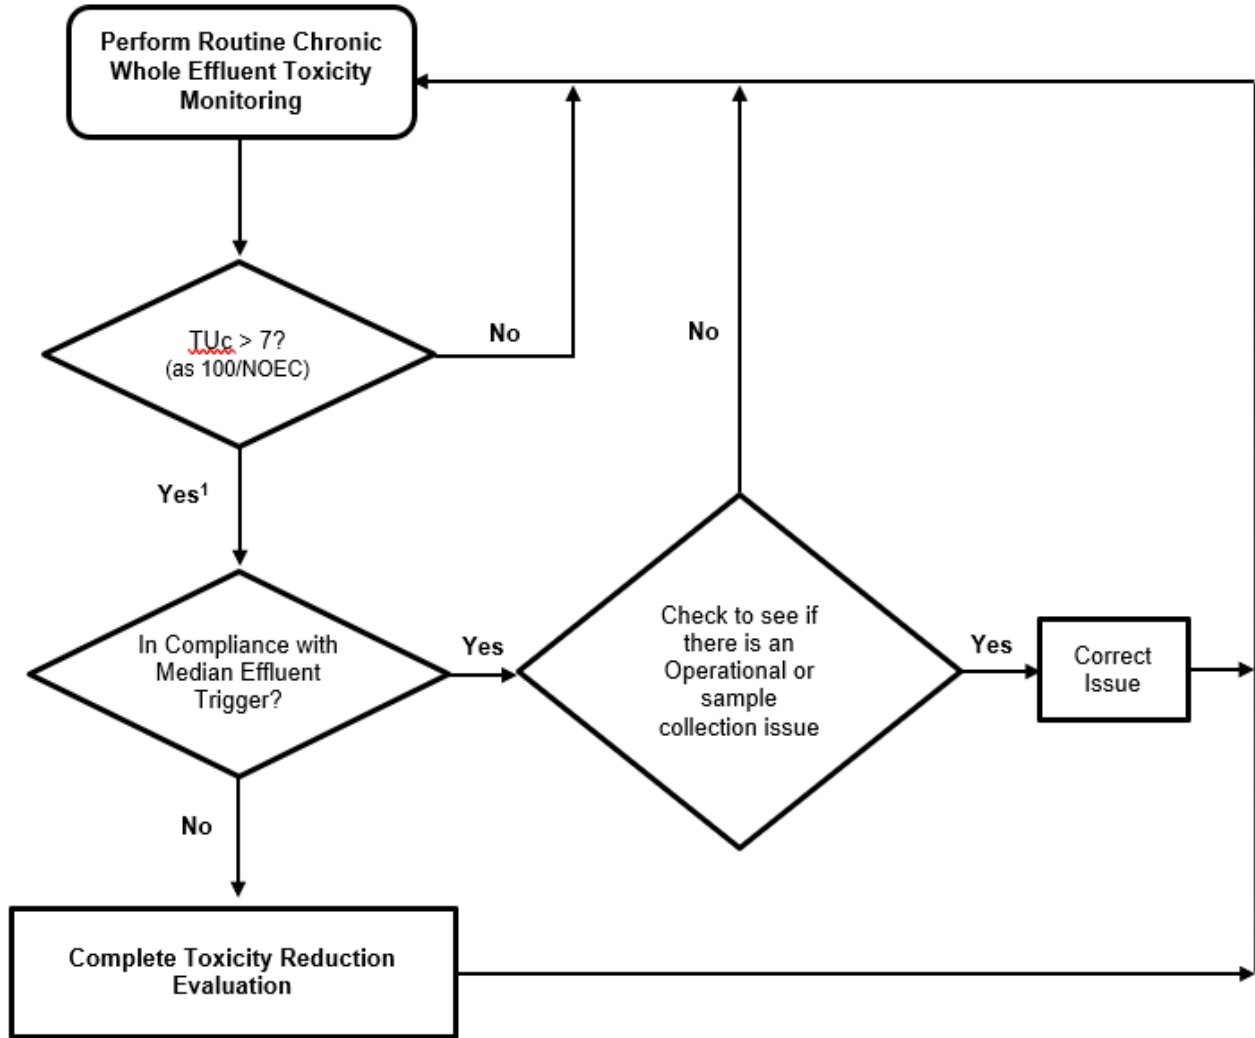 Perform Routine Chronic
Whole Effluent Toxicity
Monitoring
TUc > 7?
(as 100/NOEC)
No
No
Yes¹
In Compliance with
Median Effluent
Trigger?
Yes
Check to see if
there is an
Operational or
sample
collection issue
Yes
Correct
Issue
No
Complete Toxicity Reduction
Evaluation